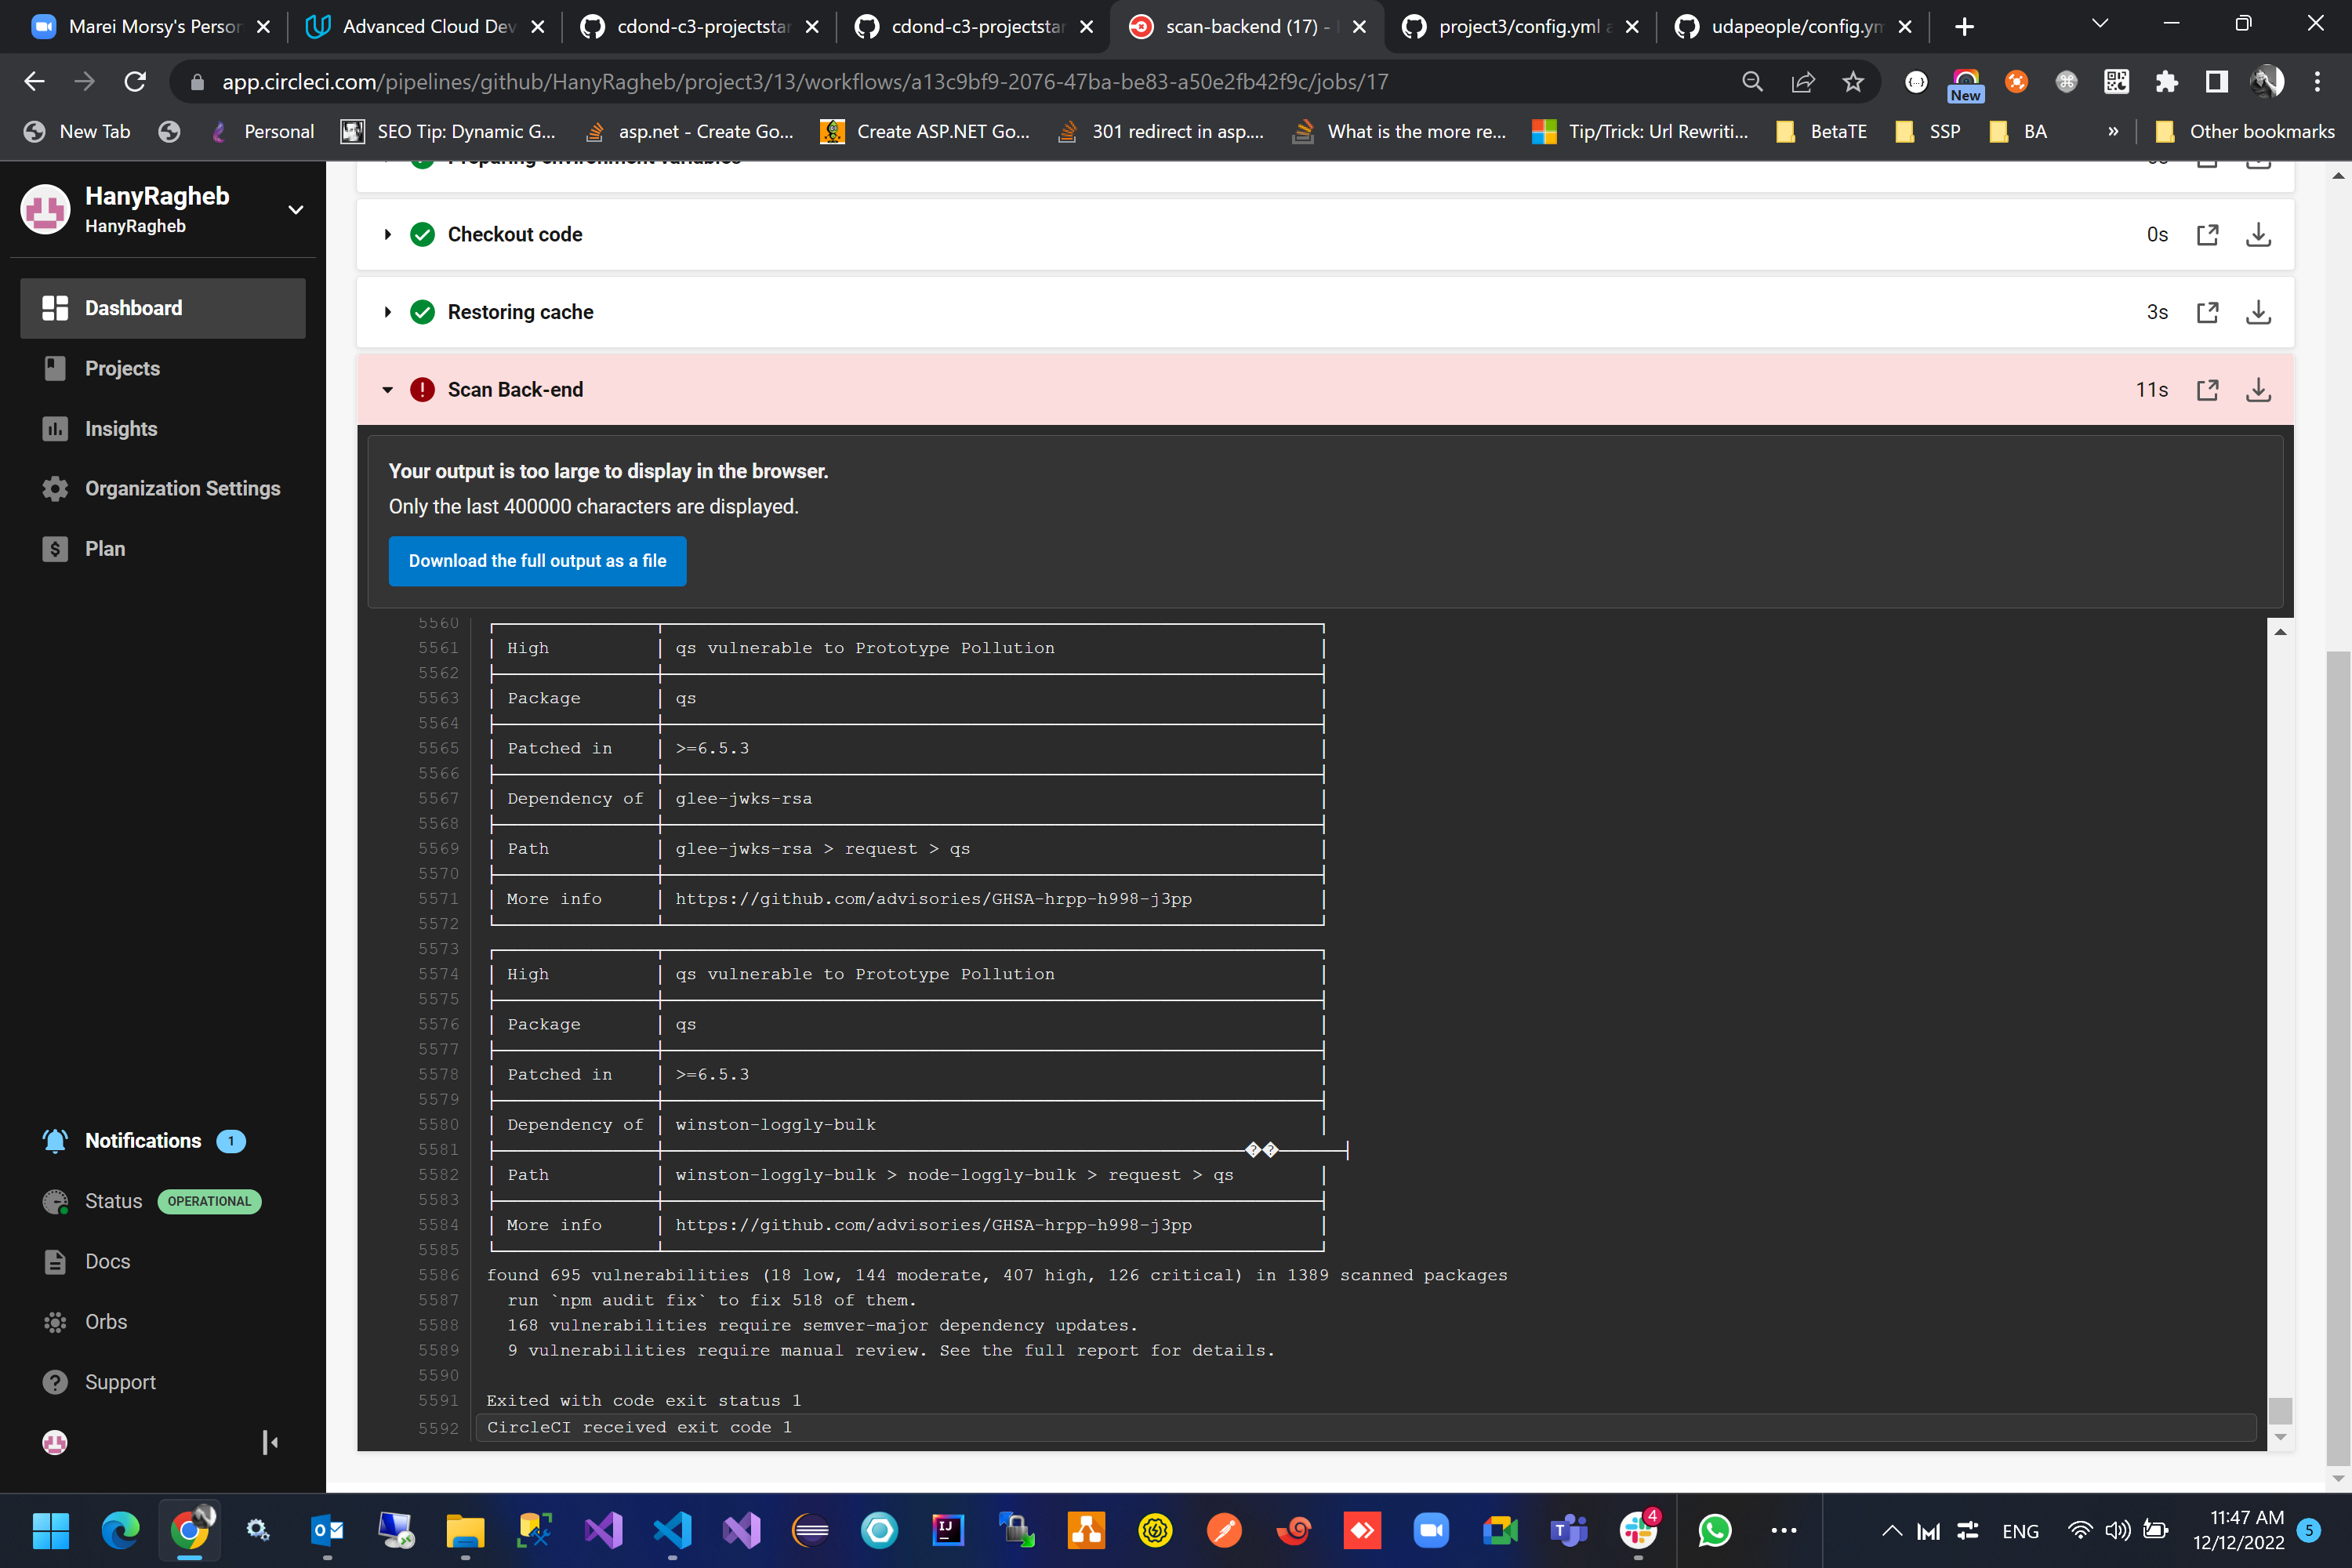 Marei Morsy's Person
Advanced Cloud Dev
cdond-c3-projectstar
cdond-c3-projectstar
scan-backend (17) -
project3/config.yml a
udapeople/config.ym
app.circleci.com/pipelines/github/HanyRagheb/project3/13/workflows/a13c9bf9-2076-47ba-be83-a50e2fb42f9c/jobs/17
New
New Tab
Personal
SEO Tip: Dynamic G...
asp.net - Create Go...
Create ASP.NET Go...
301 redirect in asp....
What is the more re...
Tip/Trick: Url Rewriti...
BetaTE
SSP
BA
»
Other bookmarks
HanyRagheb
HanyRagheb
Dashboard
Projects
Insights
Organization Settings
Plan
Notifications 1
Status OPERATIONAL
Docs
Orbs
Support
Preparing environment variables 0s
Checkout code 0s
Restoring cache 3s
Scan Back-end 11s
Your output is too large to display in the browser.
Only the last 400000 characters are displayed.
Download the full output as a file
5560
5561 High qs vulnerable to Prototype Pollution
5562
5563 Package qs
5564
5565 Patched in >=6.5.3
5566
5567 Dependency of glee-jwks-rsa
5568
5569 Path glee-jwks-rsa > request > qs
5570
5571 More info https://github.com/advisories/GHSA-hrpp-h998-j3pp
5572
5573
5574 High qs vulnerable to Prototype Pollution
5575
5576 Package qs
5577
5578 Patched in >=6.5.3
5579
5580 Dependency of winston-loggly-bulk
5581 ��
5582 Path winston-loggly-bulk > node-loggly-bulk > request > qs
5583
5584 More info https://github.com/advisories/GHSA-hrpp-h998-j3pp
5585
5586 found 695 vulnerabilities (18 low, 144 moderate, 407 high, 126 critical) in 1389 scanned packages
5587 run `npm audit fix` to fix 518 of them.
5588 168 vulnerabilities require semver-major dependency updates.
5589 9 vulnerabilities require manual review. See the full report for details.
5590
5591 Exited with code exit status 1
5592 CircleCI received exit code 1
4
ENG
11:47 AM
12/12/2022
5